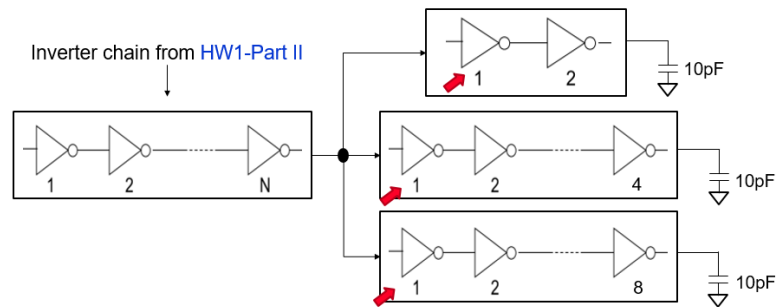 Inverter chain from HW1-Part II
1 2 10pF
1 2 N
1 2 4 10pF
1 2 8 10pF